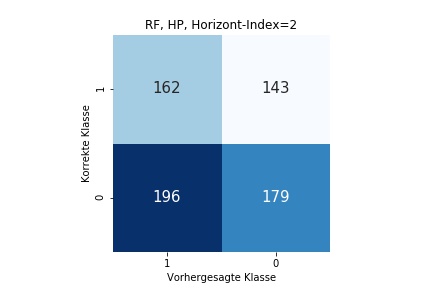 RF, HP, Horizont-Index=2
Korrekte Klasse
1
162
143
0
196
179
1
0
Vorhergesagte Klasse